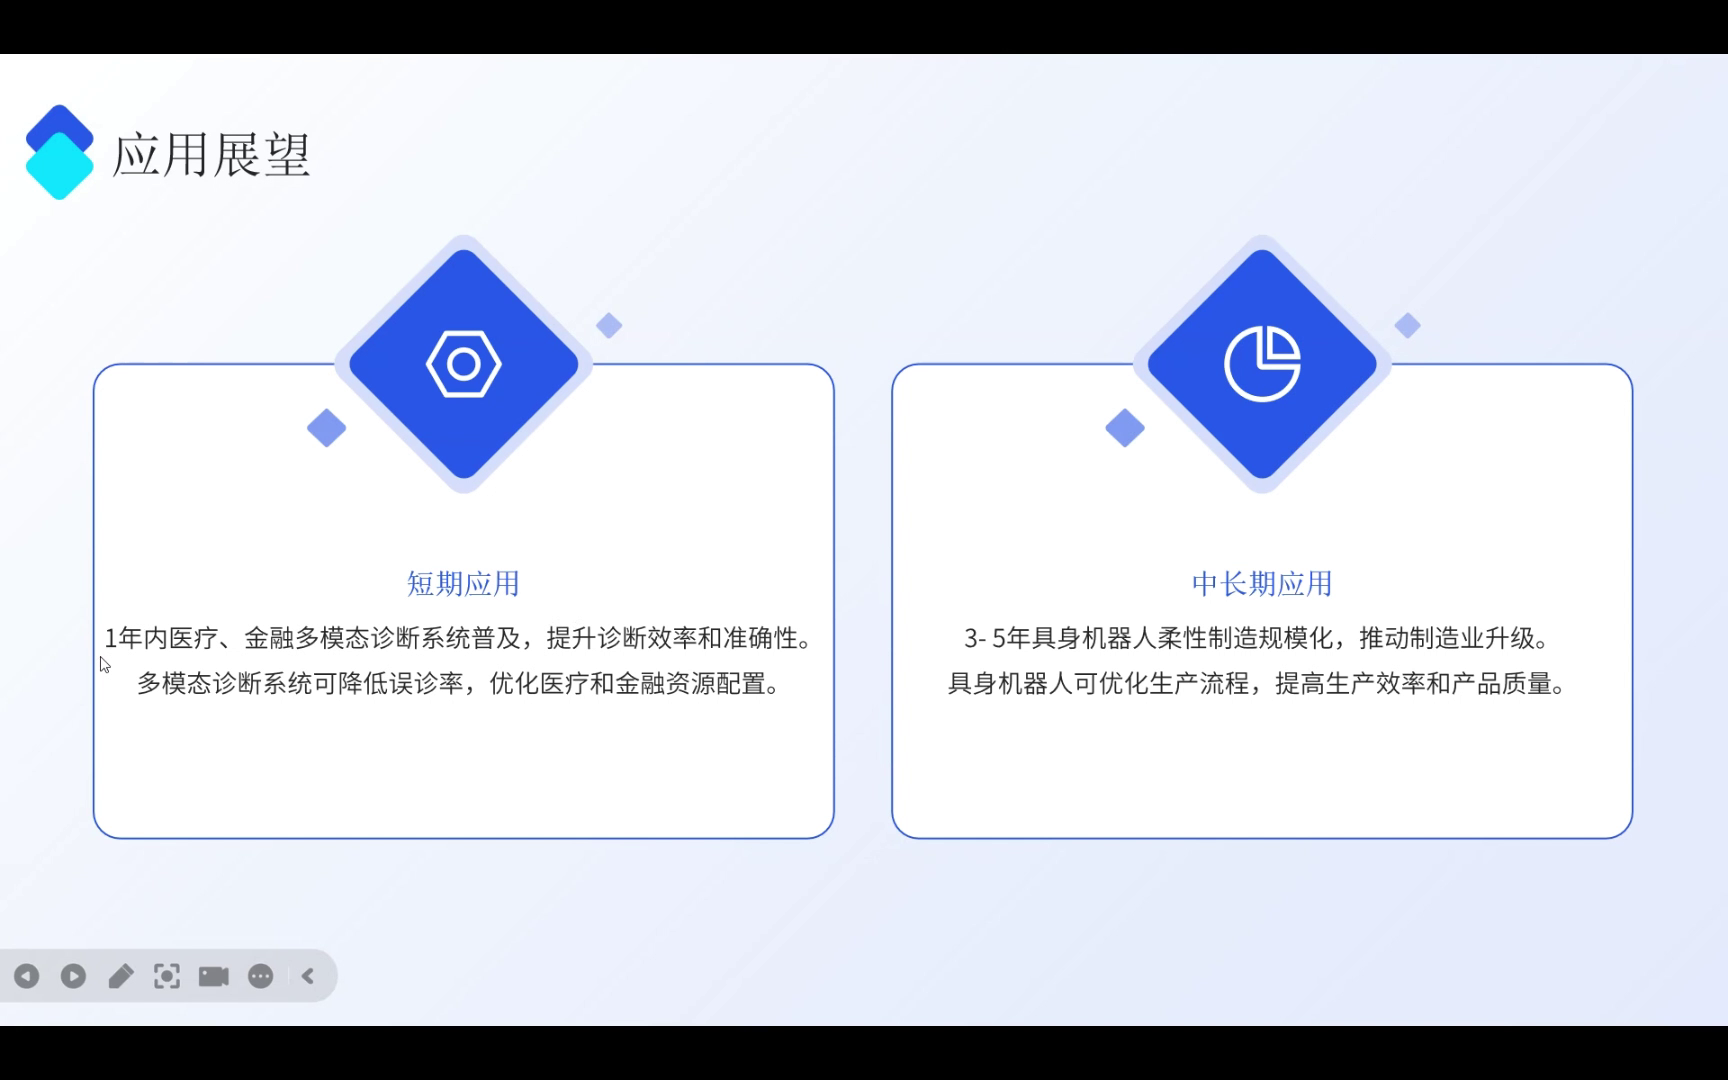 应用展望
短期应用
1年内医疗、金融多模态诊断系统普及，提升诊断效率和准确性。
多模态诊断系统可降低误诊率，优化医疗和金融资源配置。
中长期应用
3- 5年具身机器人柔性制造规模化，推动制造业升级。
具身机器人可优化生产流程，提高生产效率和产品质量。